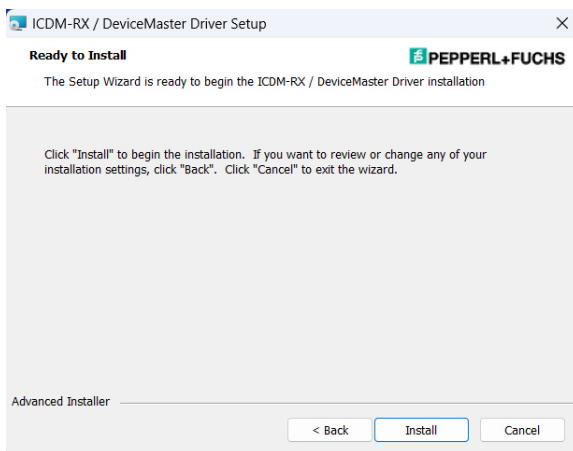 ICDM-RX / DeviceMaster Driver Setup
Ready to Install
PEPPERL+FUCHS
The Setup Wizard is ready to begin the ICDM-RX / DeviceMaster Driver installation
Click "Install" to begin the installation. If you want to review or change any of your
installation settings, click "Back". Click "Cancel" to exit the wizard.
Advanced Installer
< Back Install Cancel